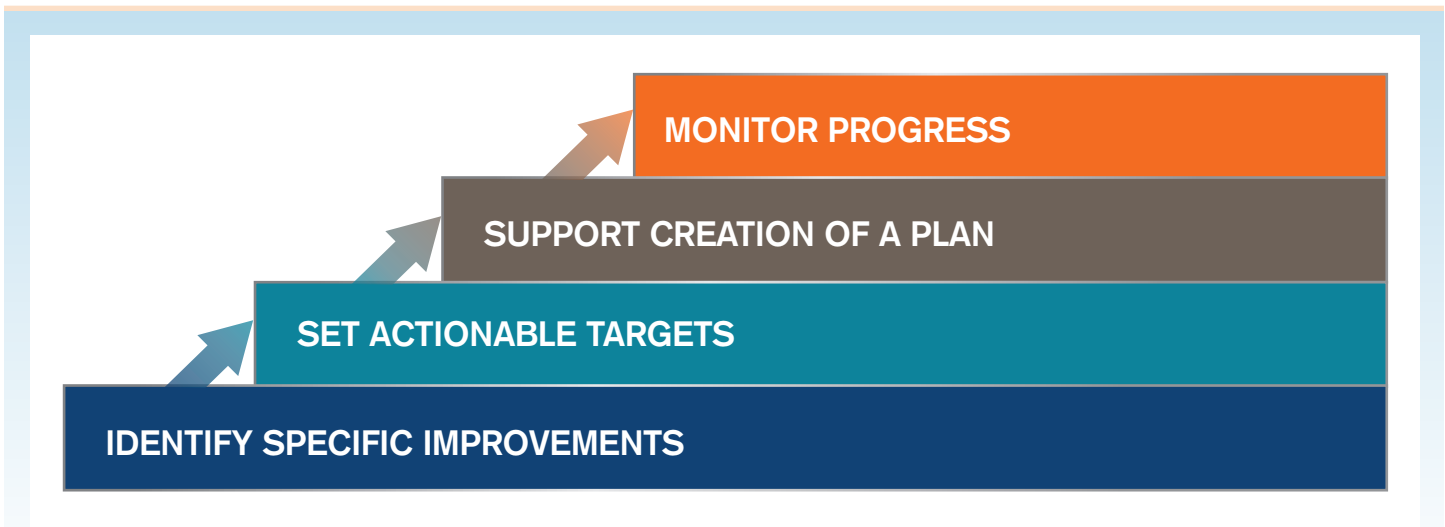 MONITOR PROGRESS
SUPPORT CREATION OF A PLAN
SET ACTIONABLE TARGETS
IDENTIFY SPECIFIC IMPROVEMENTS